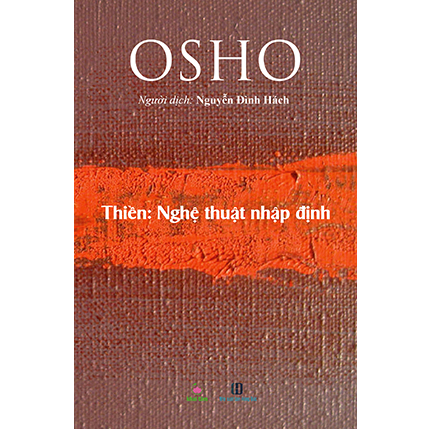 OSHO
Người dịch: Nguyễn Đình Hách
Thiền: Nghệ thuật nhập định